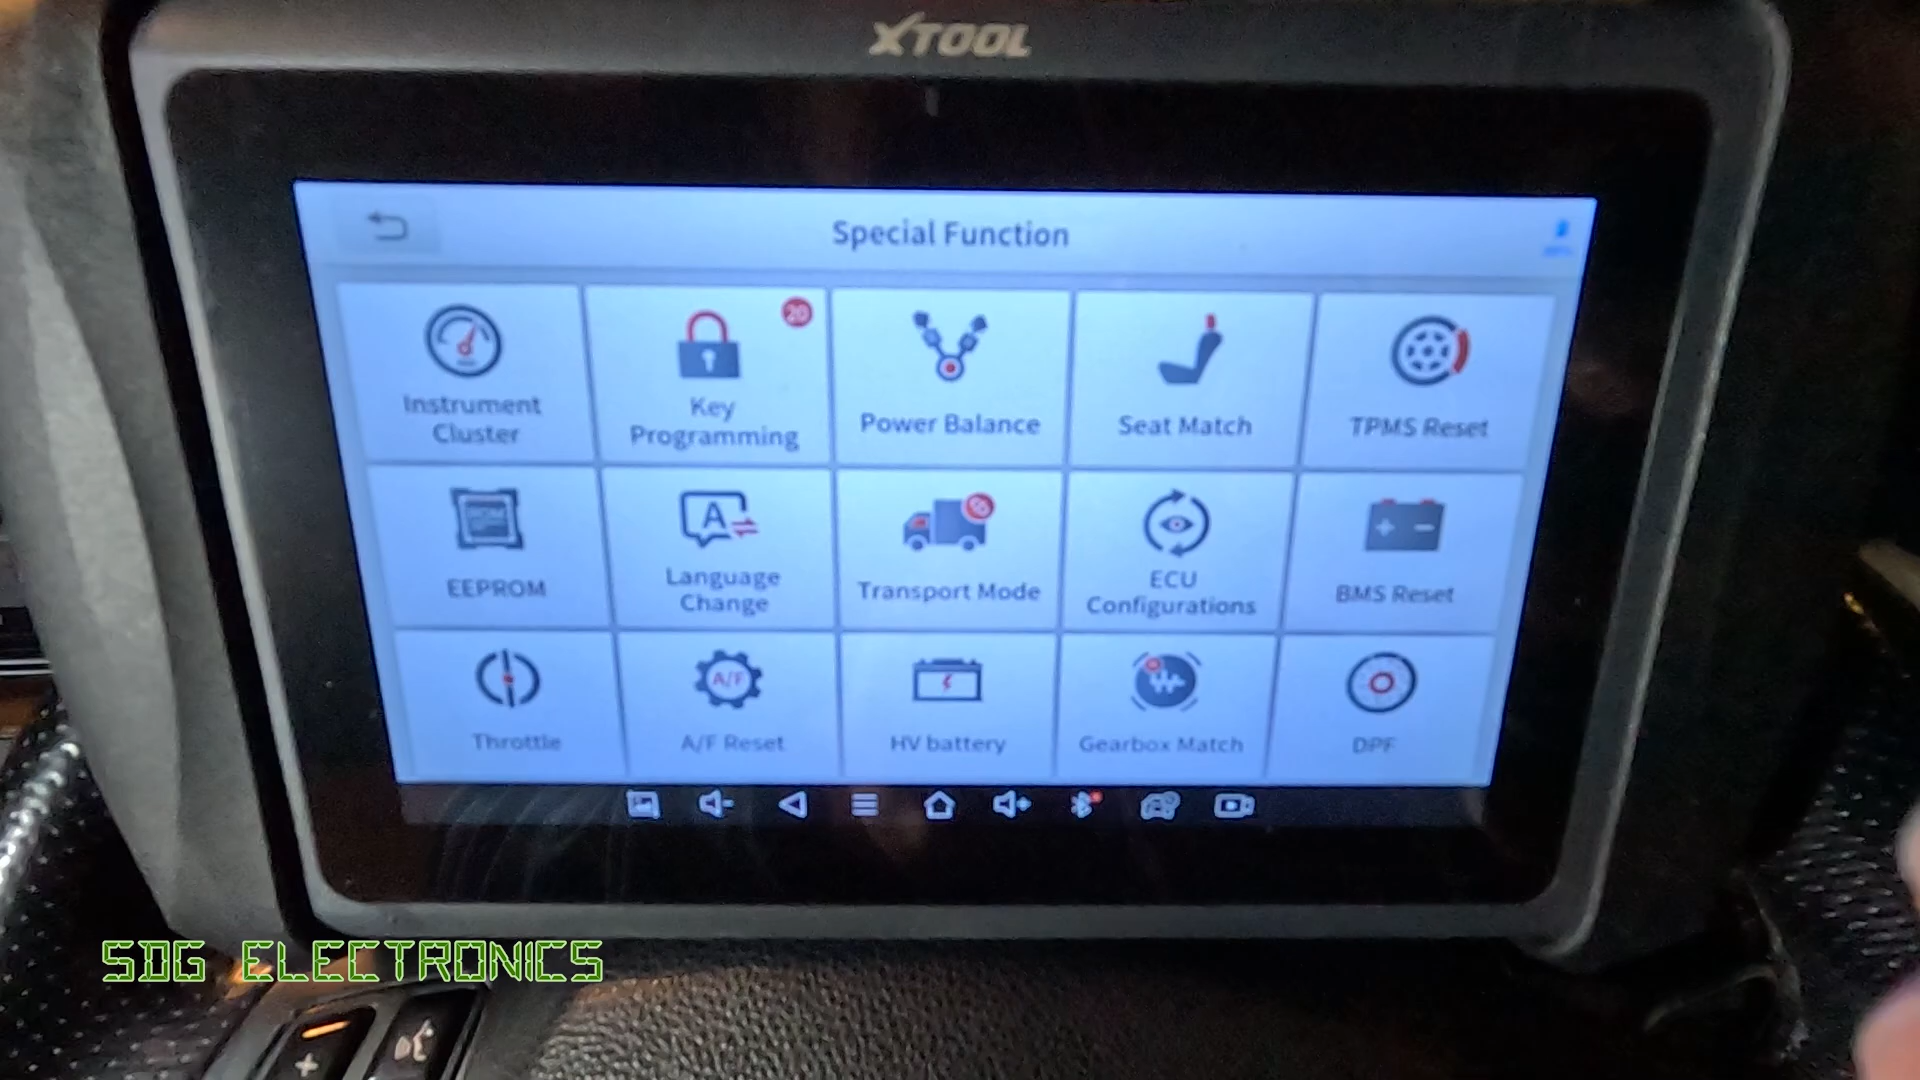 XTOOL
Special Function
20
Instrument
Cluster
Key
Programming
Power Balance
Seat Match
TPMS Reset
EEPROM
A
Language
Change
Transport Mode
ECU
Configurations
BMS Reset
Throttle
A/F
A/F Reset
HV battery
Gearbox Match
DPF
SDG ELECTRONICS